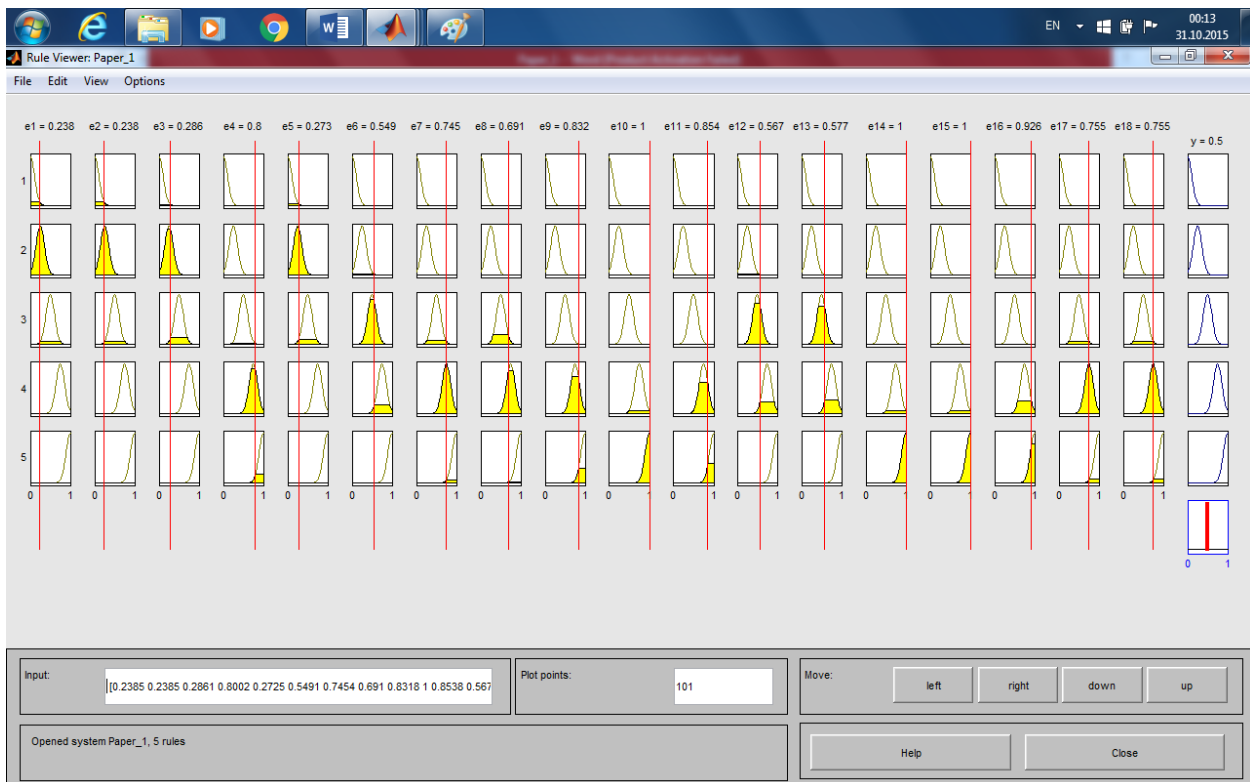 EN
00:13
31.10.2015
Rule Viewer: Paper_1
File Edit View Options
e1 = 0.238 e2 = 0.238 e3 = 0.286 e4 = 0.8 e5 = 0.273 e6 = 0.549 e7 = 0.745 e8 = 0.691 e9 = 0.832 e10 = 1 e11 = 0.854 e12 = 0.567 e13 = 0.577 e14 = 1 e15 = 1 e16 = 0.926 e17 = 0.755 e18 = 0.755
y = 0.5
1
2
3
4
5
0 1 0 1 0 1 0 1 0 1 0 1 0 1 0 1 0 1 0 1 0 1 0 1 0 1 0 1 0 1 0 1 0 1 0 1
0 1
Input:
[0.2385 0.2385 0.2861 0.8002 0.2725 0.5491 0.7454 0.691 0.8318 1 0.8538 0.567
Plot points:
101
Move:
left
right
down
up
Opened system Paper_1, 5 rules
Help
Close